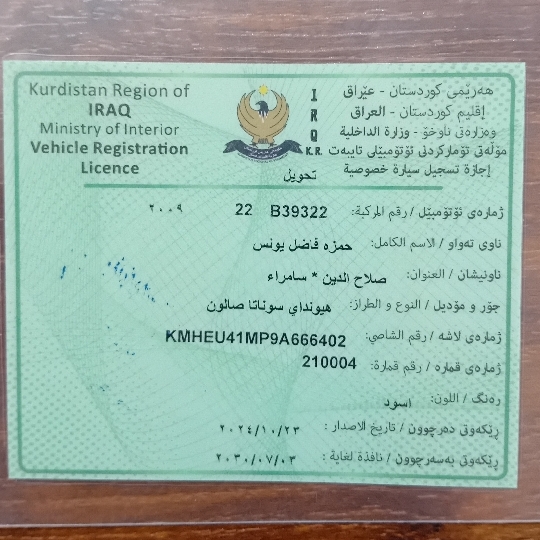 Kurdistan Region of
IRAQ
Ministry of Interior
Vehicle Registration
Licence
I
R
Q
K.R.
هەرێمی کوردستان - عێراق
إقليم كوردستان - العراق
وەزارەتی ناوخۆ - وزارة الداخلية
مۆڵەتی تۆمارکردنی ئۆتۆمبێلی تایبەت
إجازة تسجيل سيارة خصوصية
تحويل
ژمارەی ئۆتۆمبێل / رقم المركبة: 22 B39322 ٢٠٠٩
ناوی تەواو / الاسم الكامل: حمزه فاضل يونس
ناونیشان / العنوان: صلاح الدين * سامراء
جۆر و مۆدێل / النوع و الطراز: هيونداي سوناتا صالون
ژمارەی لاشە / رقم الشاصي: KMHEU41MP9A666402
ژمارەی قمارە / رقم قمارة: 210004
رەنگ / اللون: اسود
ڕێکەوتی دەرچوون / تاريخ الاصدار : ٢٠٢٤/١٠/٢٣
ڕێکەوتی بەسەرچوون / نافذة لغاية : ٢٠٣٠/٠٧/٠٣